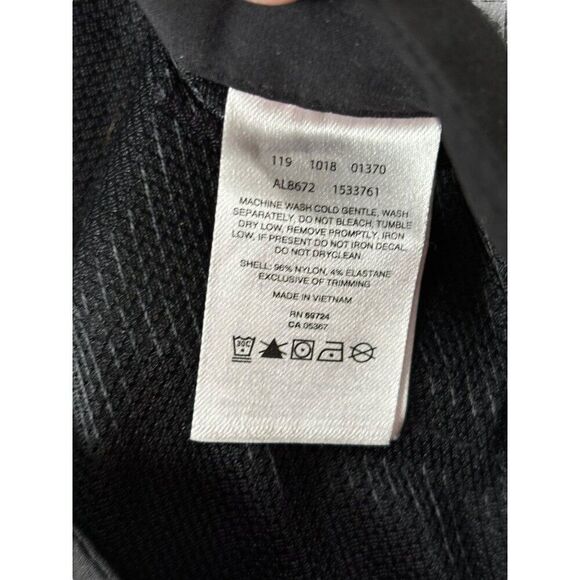 119 1018 01370
AL8672 1533761
MACHINE WASH COLD GENTLE, WASH
SEPARATELY, DO NOT BLEACH, TUMBLE
DRY LOW, REMOVE PROMPTLY, IRON
LOW, IF PRESENT DO NOT IRON DECAL,
DO NOT DRYCLEAN.
SHELL: 96% NYLON, 4% ELASTANE
EXCLUSIVE OF TRIMMING
MADE IN VIETNAM
RN 69724
CA 05367
30C